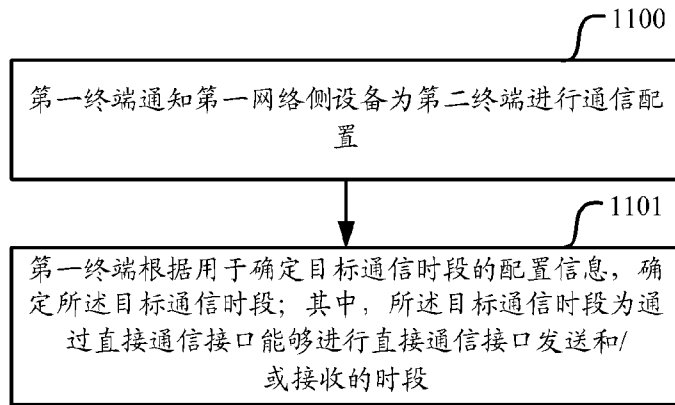 1100
第一终端通知第一网络侧设备为第二终端进行通信配
置
1101
第一终端根据用于确定目标通信时段的配置信息，确
定所述目标通信时段；其中，所述目标通信时段为通
过直接通信接口能够进行直接通信接口发送和/
或接收的时段